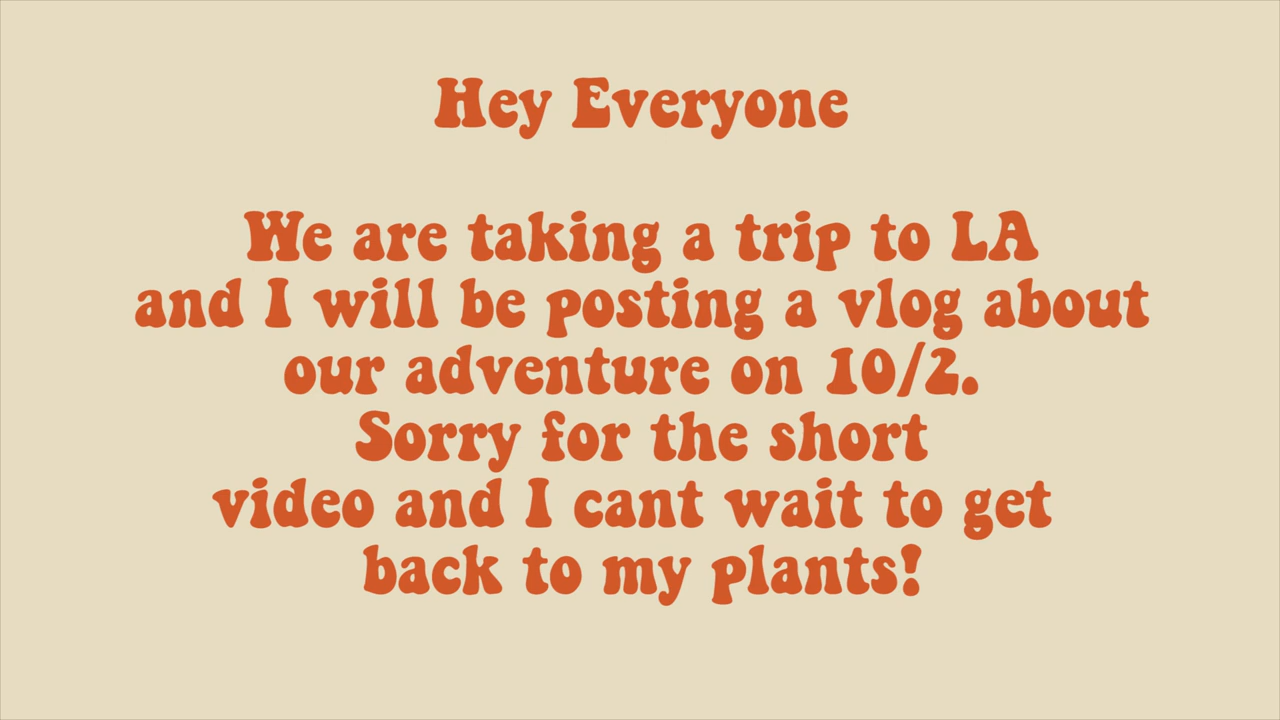 Hey Everyone
We are taking a trip to LA
and I will be posting a vlog about
our adventure on 10/2.
Sorry for the short
video and I cant wait to get
back to my plants!